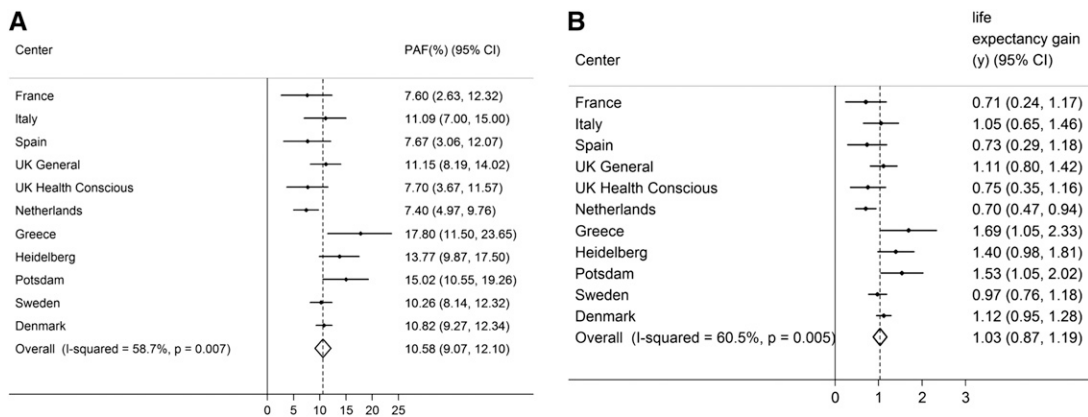 A
Center PAF(%) (95% CI)
France 7.60 (2.63, 12.32)
Italy 11.09 (7.00, 15.00)
Spain 7.67 (3.06, 12.07)
UK General 11.15 (8.19, 14.02)
UK Health Conscious 7.70 (3.67, 11.57)
Netherlands 7.40 (4.97, 9.76)
Greece 17.80 (11.50, 23.65)
Heidelberg 13.77 (9.87, 17.50)
Potsdam 15.02 (10.55, 19.26)
Sweden 10.26 (8.14, 12.32)
Denmark 10.82 (9.27, 12.34)
Overall (I-squared = 58.7%, p = 0.007) 10.58 (9.07, 12.10)
0 5 10 15 20 25
B
life
expectancy gain
Center (y) (95% CI)
France 0.71 (0.24, 1.17)
Italy 1.05 (0.65, 1.46)
Spain 0.73 (0.29, 1.18)
UK General 1.11 (0.80, 1.42)
UK Health Conscious 0.75 (0.35, 1.16)
Netherlands 0.70 (0.47, 0.94)
Greece 1.69 (1.05, 2.33)
Heidelberg 1.40 (0.98, 1.81)
Potsdam 1.53 (1.05, 2.02)
Sweden 0.97 (0.76, 1.18)
Denmark 1.12 (0.95, 1.28)
Overall (I-squared = 60.5%, p = 0.005) 1.03 (0.87, 1.19)
0 1 2 3